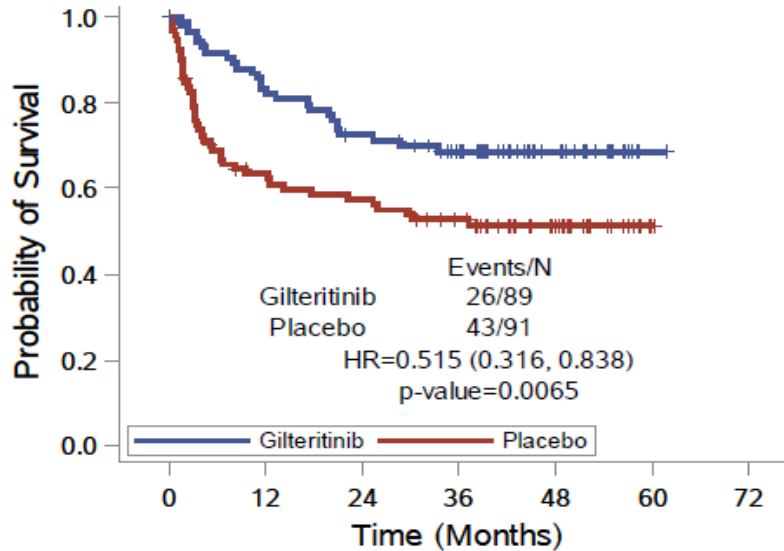 Probability of Survival
1.0
0.8
0.6
0.4
0.2
0.0
Events/N
Gilteritinib 26/89
Placebo 43/91
HR=0.515 (0.316, 0.838)
p-value=0.0065
Gilteritinib Placebo
0 12 24 36 48 60 72
Time (Months)